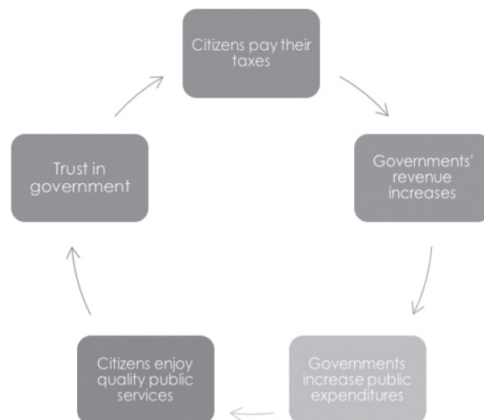 Citizens pay their
taxes
Governments'
revenue
increases
Governments
increase public
expenditures
Citizens enjoy
quality public
services
Trust in
government